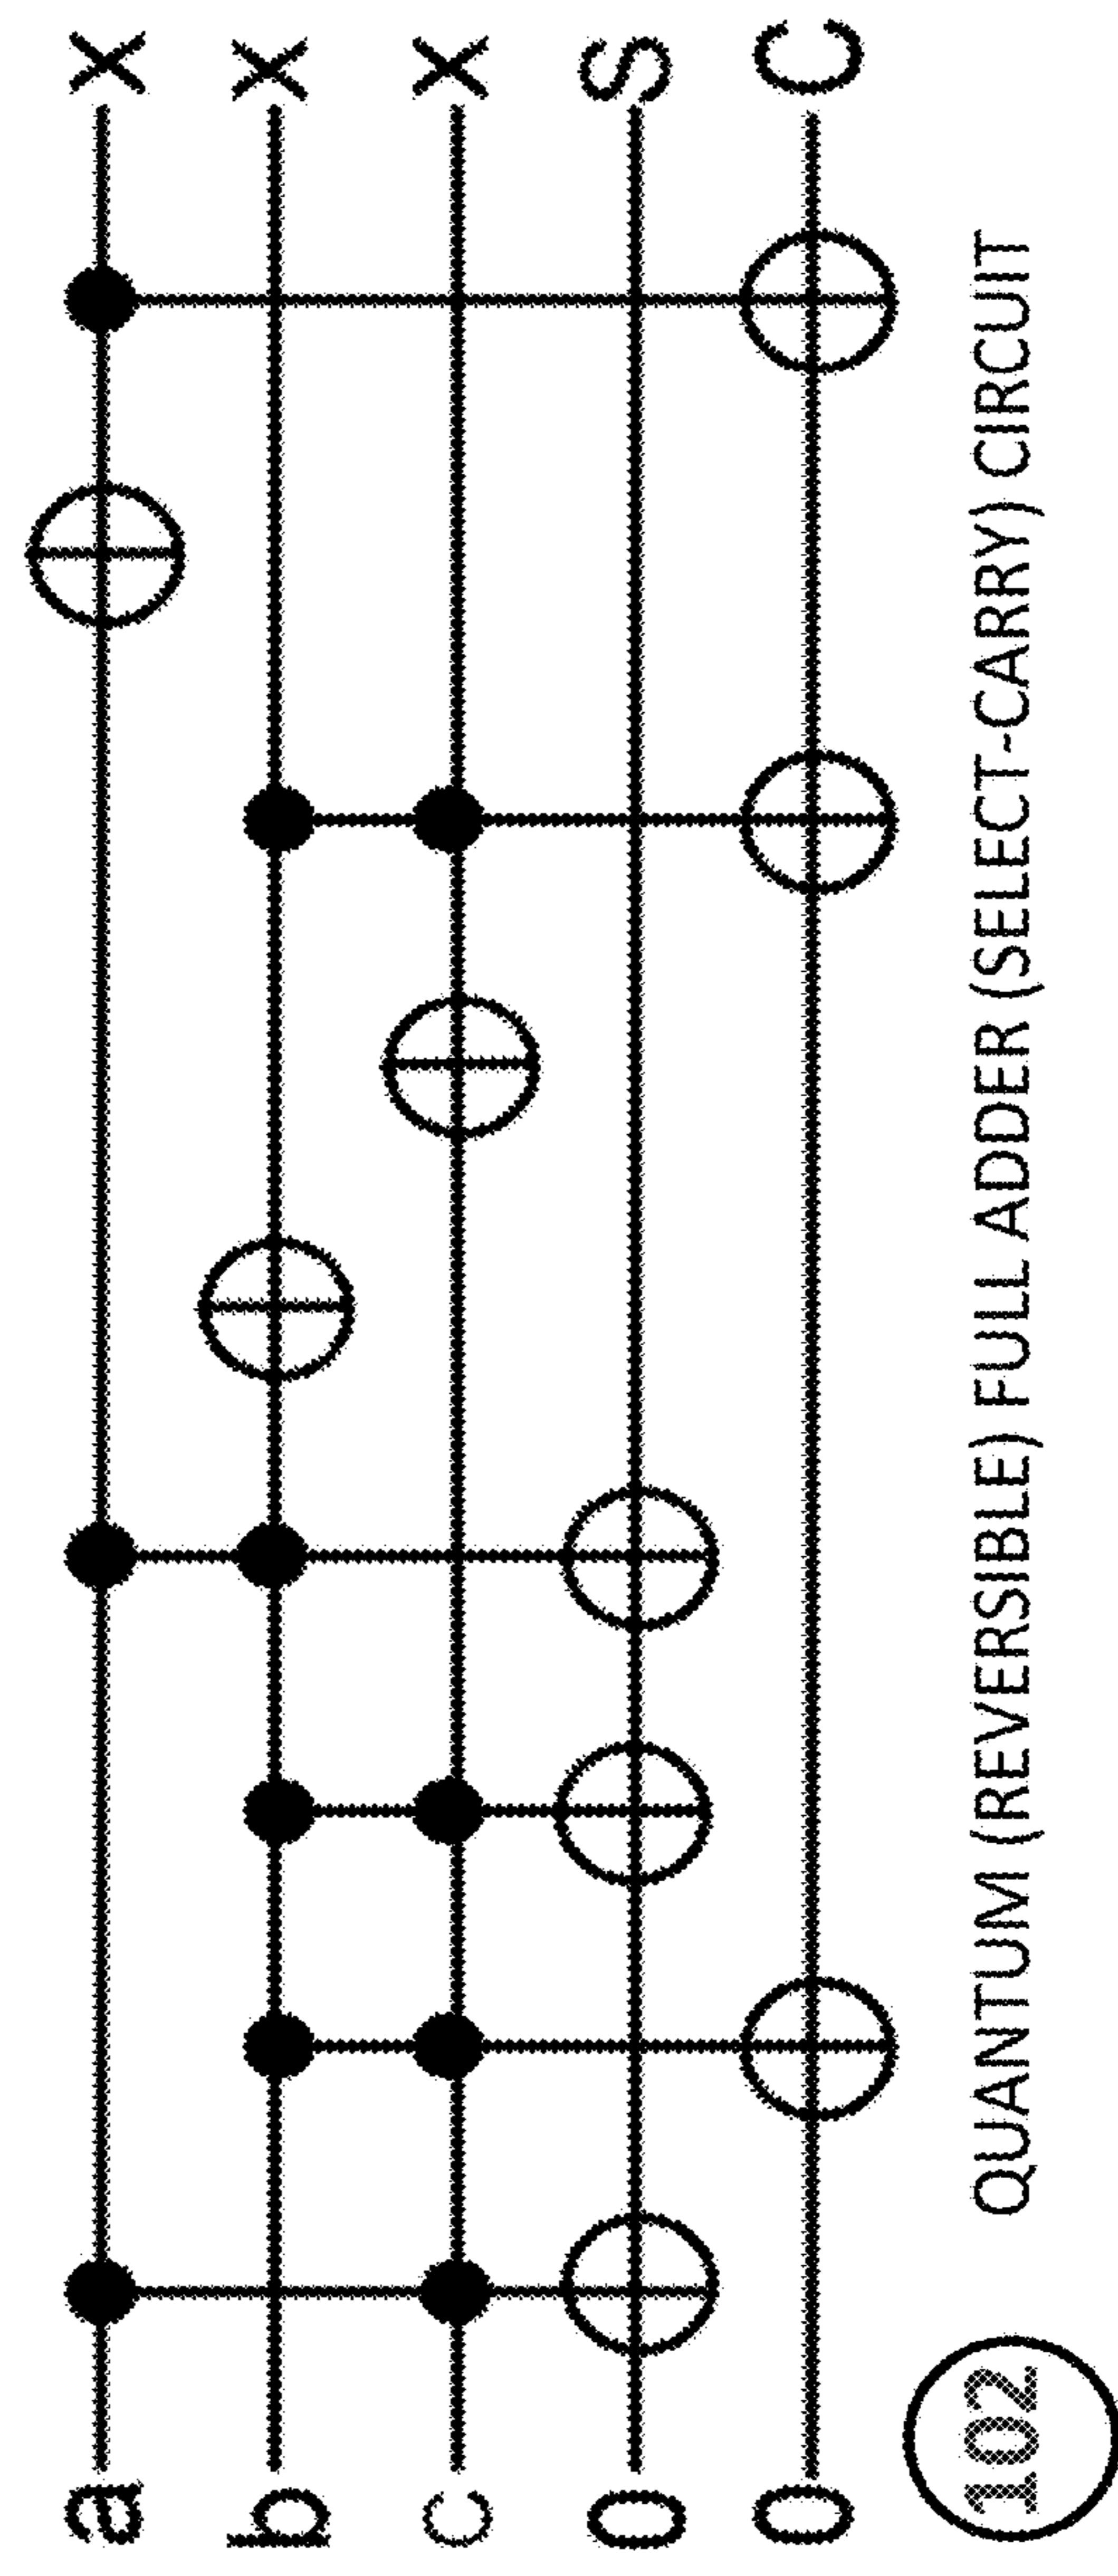 a X
b X
c X
0 S
0 C
102 QUANTUM (REVERSIBLE) FULL ADDER (SELECT-CARRY) CIRCUIT